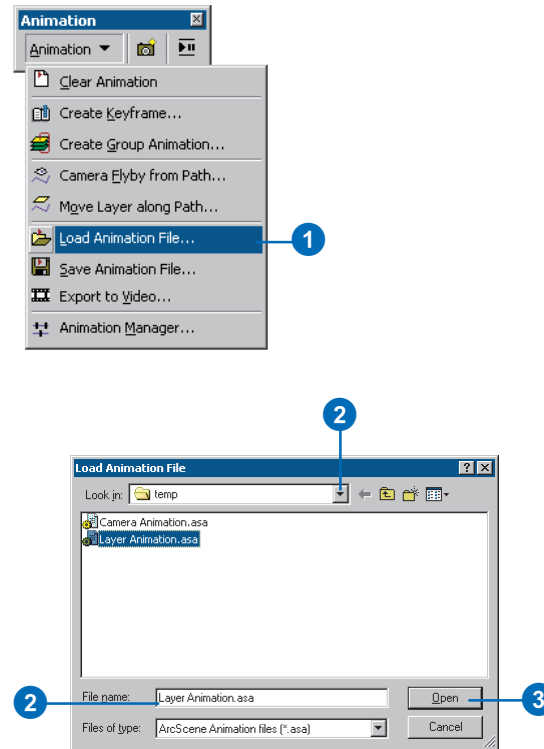 Animation
Animation
Clear Animation
Create Keyframe...
Create Group Animation...
Camera Flyby from Path...
Move Layer along Path...
Load Animation File...
1
Save Animation File...
Export to Video...
Animation Manager...
2
Load Animation File
Look in: temp
Camera Animation.asa
Layer Animation.asa
2
File name: Layer Animation.asa
Open
3
Files of type: ArcScene Animation files (*.asa)
Cancel